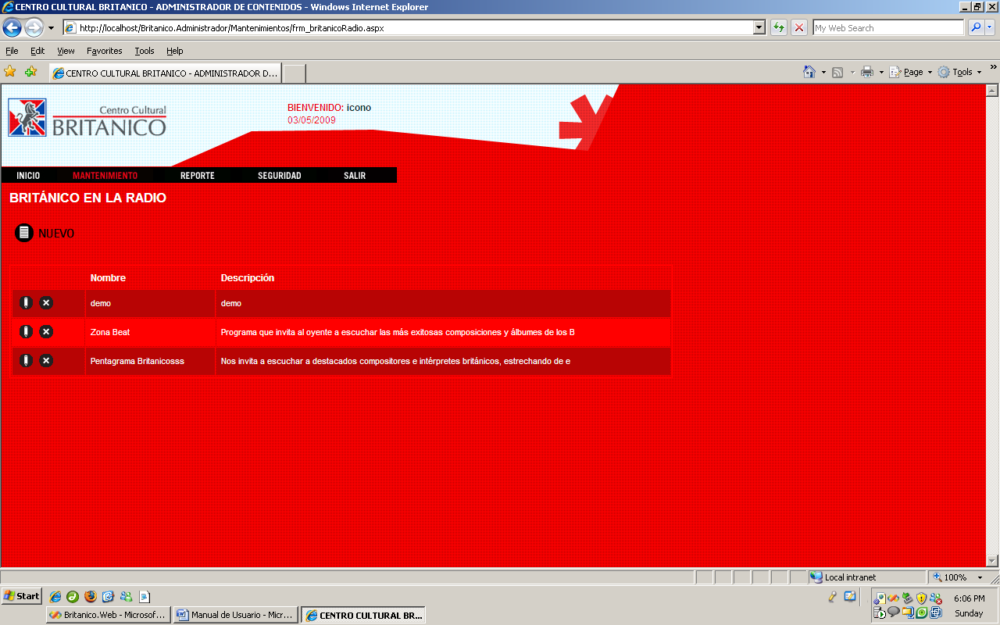 CENTRO CULTURAL BRITANICO - ADMINISTRADOR DE CONTENIDOS - Windows Internet Explorer
http://localhost/Britanico.Administrador/Mantenimientos/frm_britanicoRadio.aspx
My Web Search
File Edit View Favorites Tools Help
CENTRO CULTURAL BRITANICO - ADMINISTRADOR D...
Page Tools
Centro Cultural
BRITANICO
BIENVENIDO: icono
03/05/2009
INICIO MANTENIMIENTO REPORTE SEGURIDAD SALIR
BRITÁNICO EN LA RADIO
NUEVO
Nombre Descripción
demo demo
Zona Beat Programa que invita al oyente a escuchar las más exitosas composiciones y álbumes de los B
Pentagrama Britanicosss Nos invita a escuchar a destacados compositores e intérpretes británicos, estrechando de e
Local intranet 100%
Start
6:06 PM
Britanico.Web - Microsof... Manual de Usuario - Micr... CENTRO CULTURAL BR...
Sunday